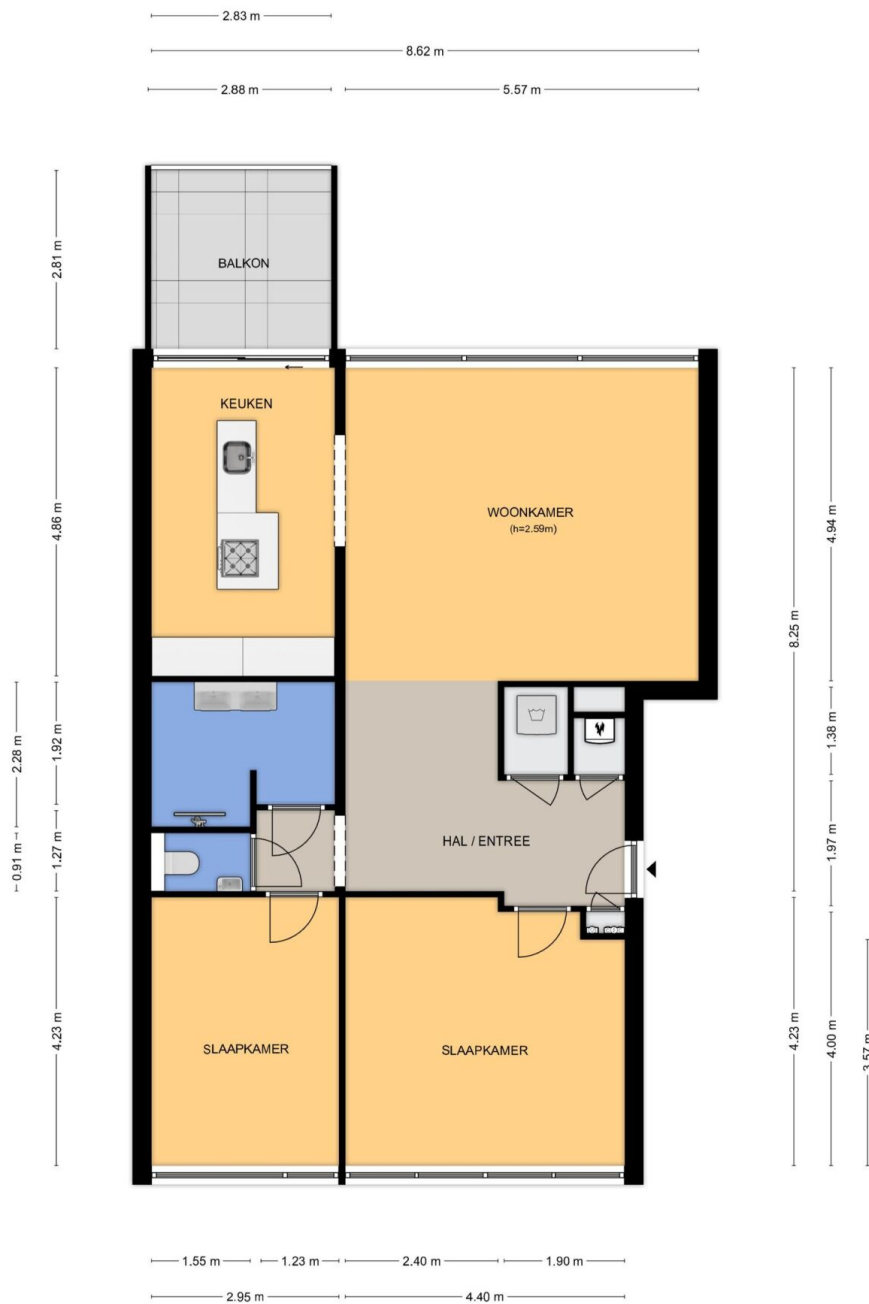 2.83 m
8.62 m
2.88 m
5.57 m
2.81 m
BALKON
KEUKEN
4.86 m
WOONKAMER
(h=2.59m)
4.94 m
8.25 m
2.28 m
1.92 m
1.38 m
0.91 m
1.27 m
HAL / ENTREE
1.97 m
4.23 m
SLAAPKAMER
SLAAPKAMER
4.23 m
4.00 m
3.57 m
1.55 m
1.23 m
2.40 m
1.90 m
2.95 m
4.40 m